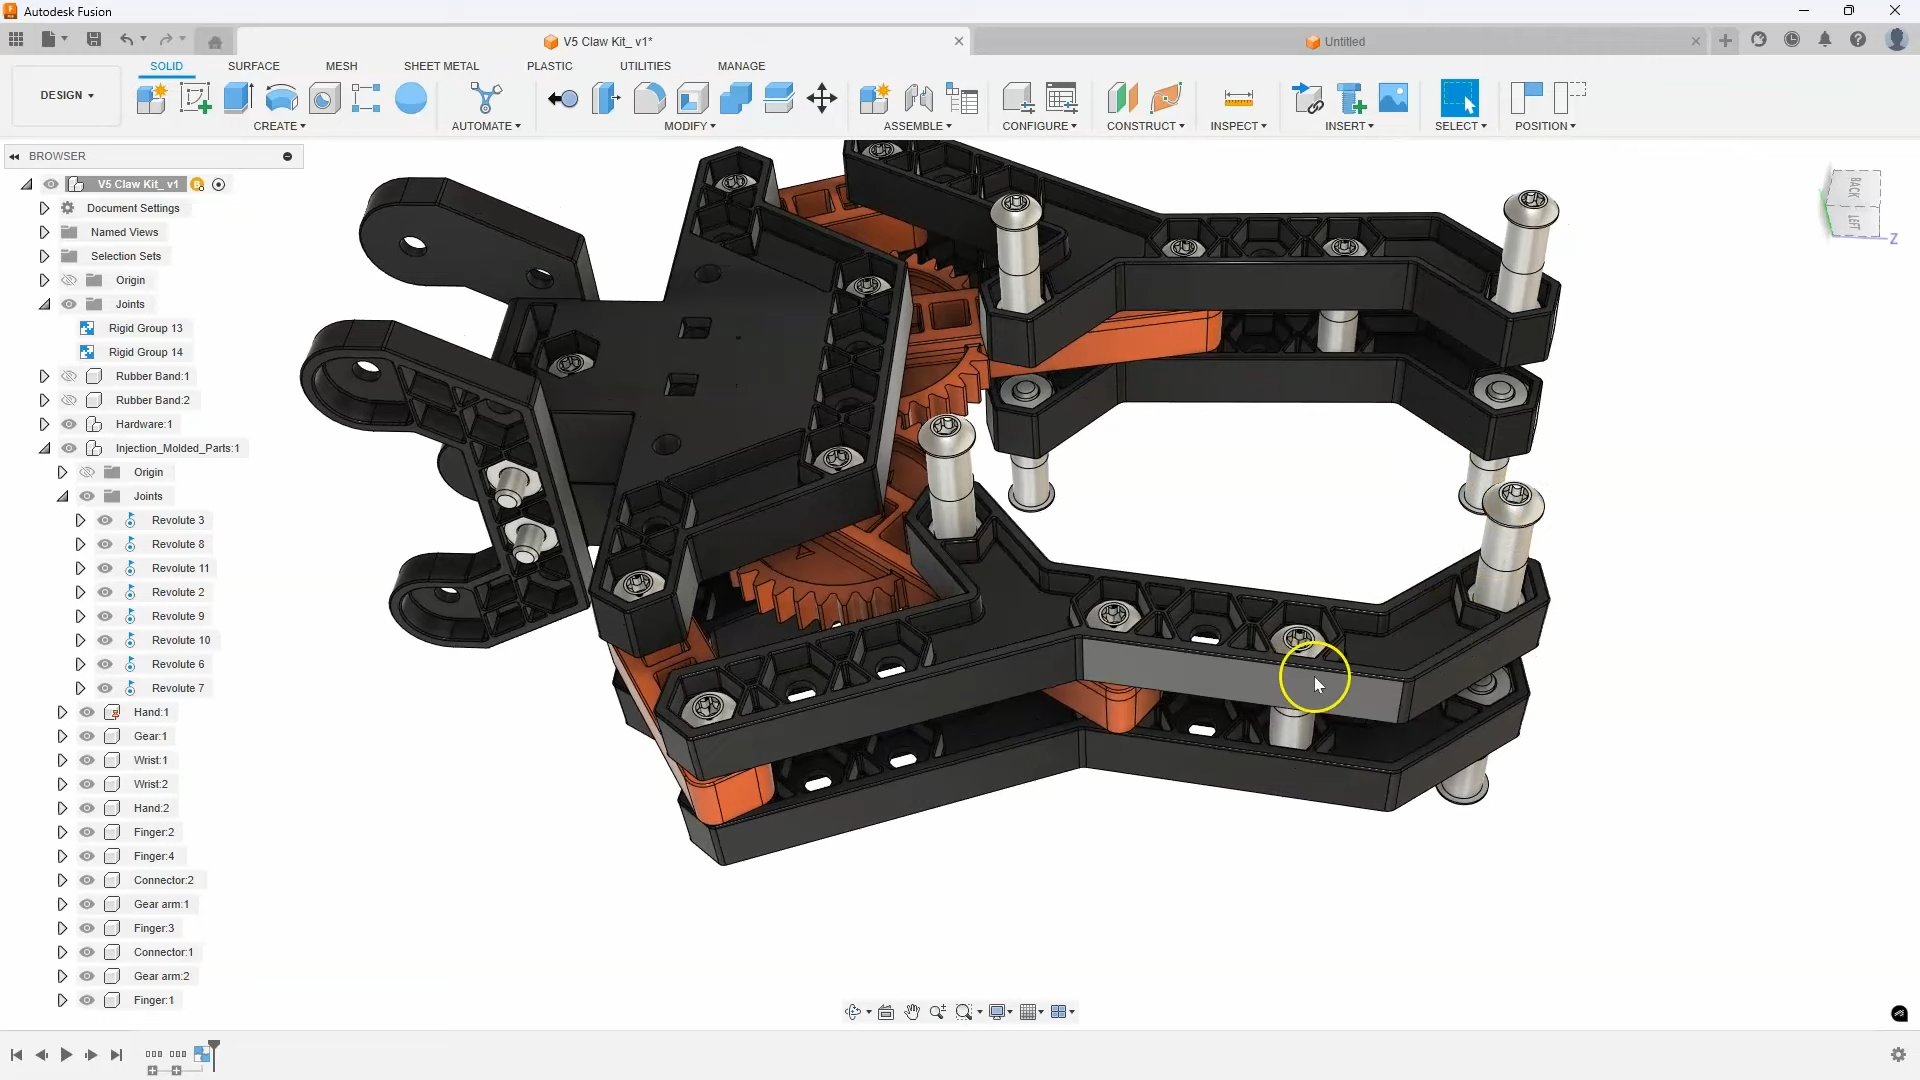 Autodesk Fusion
V5 Claw Kit_ v1*
Untitled
DESIGN
SOLID SURFACE MESH SHEET METAL PLASTIC UTILITIES MANAGE
CREATE AUTOMATE MODIFY ASSEMBLE CONFIGURE CONSTRUCT INSPECT INSERT SELECT POSITION
BROWSER
V5 Claw Kit_ v1
Document Settings
Named Views
Selection Sets
Origin
Joints
Rigid Group 13
Rigid Group 14
Rubber Band:1
Rubber Band:2
Hardware:1
Injection_Molded_Parts:1
Origin
Joints
Revolute 3
Revolute 8
Revolute 11
Revolute 2
Revolute 9
Revolute 10
Revolute 6
Revolute 7
Hand:1
Gear:1
Wrist:1
Wrist:2
Hand:2
Finger:2
Finger:4
Connector:2
Gear arm:1
Finger:3
Connector:1
Gear arm:2
Finger:1
BACK
LEFT
Z